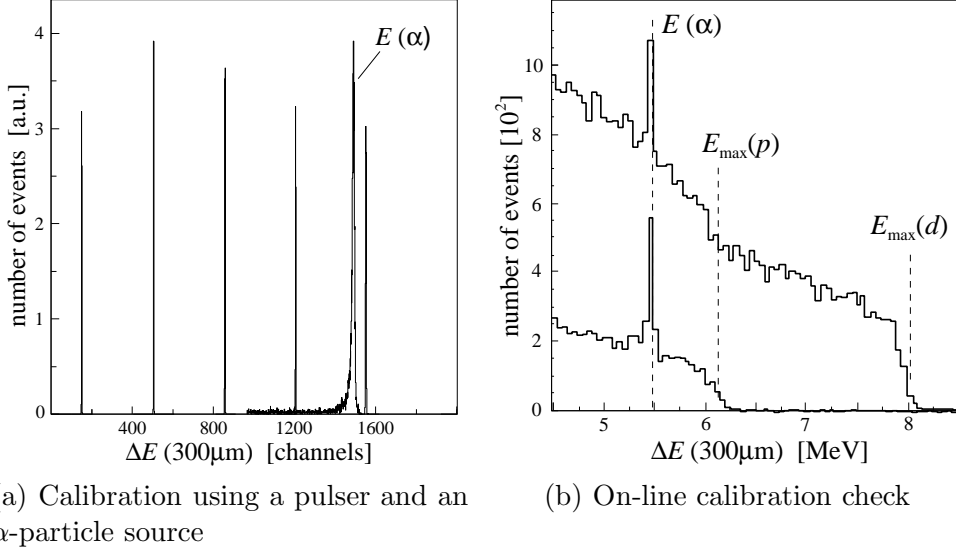 4
3
2
1
0
number of events [a.u.]
E (α)
400
800
1200
1600
ΔE (300μm) [channels]
10
8
6
4
2
0
number of events [10²]
E (α)
Emax(p)
Emax(d)
5
6
7
8
ΔE (300μm) [MeV]
a) Calibration using a pulser and an
α-particle source
(b) On-line calibration check